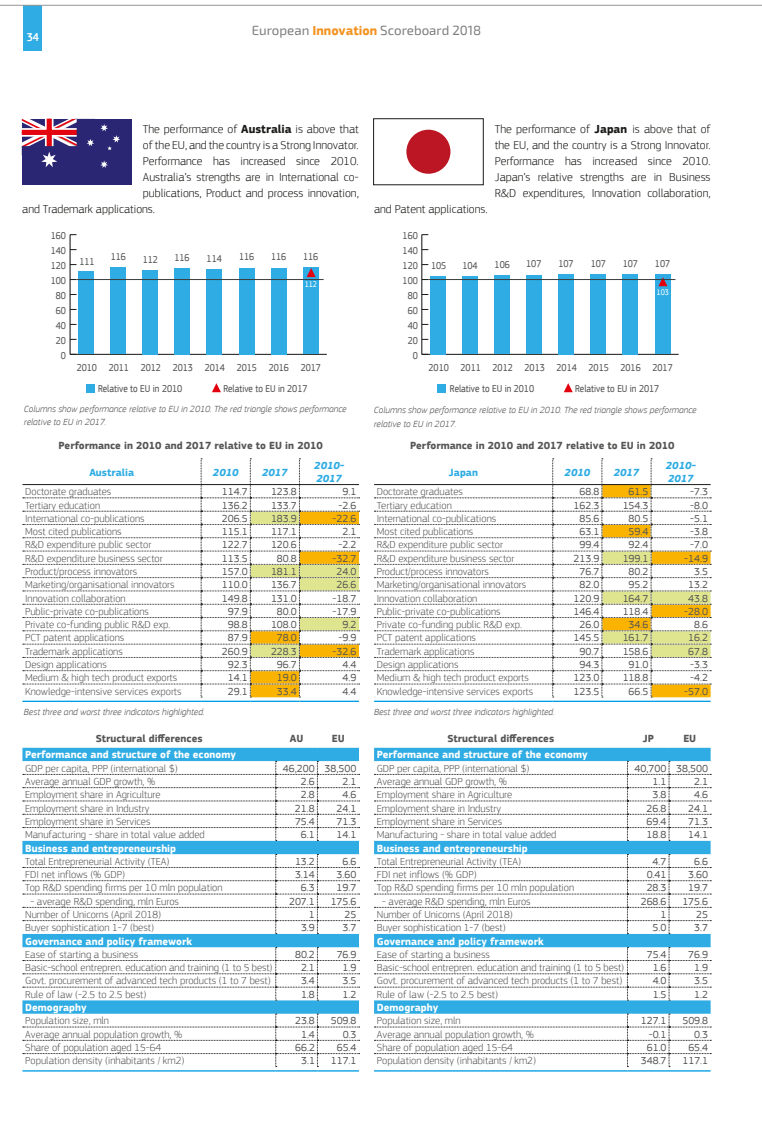 34
European Innovation Scoreboard 2018
The performance of Australia is above that
of the EU, and the country is a Strong Innovator.
Performance has increased since 2010.
Australia's strengths are in International co-
publications, Product and process innovation,
and Trademark applications.
160
140
120
100
80
60
40
20
0
111 116 112 116 114 116 116 116
112
2010 2011 2012 2013 2014 2015 2016 2017
Relative to EU in 2010 Relative to EU in 2017
Columns show performance relative to EU in 2010. The red triangle shows performance
relative to EU in 2017.
Performance in 2010 and 2017 relative to EU in 2010
Australia 2010 2017 2010-
2017
Doctorate graduates 114.7 123.8 9.1
Tertiary education 136.2 133.7 -2.6
International co-publications 206.5 183.9 -22.6
Most cited publications 115.1 117.1 2.1
R&D expenditure public sector 122.7 120.6 -2.2
R&D expenditure business sector 113.5 80.8 -32.7
Product/process innovators 157.0 181.1 24.0
Marketing/organisational innovators 110.0 136.7 26.6
Innovation collaboration 149.8 131.0 -18.7
Public-private co-publications 97.9 80.0 -17.9
Private co-funding public R&D exp. 98.8 108.0 9.2
PCT patent applications 87.9 78.0 -9.9
Trademark applications 260.9 228.3 -32.6
Design applications 92.3 96.7 4.4
Medium & high tech product exports 14.1 19.0 4.9
Knowledge-intensive services exports 29.1 33.4 4.4
Best three and worst three indicators highlighted.
Structural differences AU EU
Performance and structure of the economy
GDP per capita, PPP (international $) 46,200 38,500
Average annual GDP growth, % 2.6 2.1
Employment share in Agriculture 2.8 4.6
Employment share in Industry 21.8 24.1
Employment share in Services 75.4 71.3
Manufacturing - share in total value added 6.1 14.1
Business and entrepreneurship
Total Entrepreneurial Activity (TEA) 13.2 6.6
FDI net inflows (% GDP) 3.14 3.60
Top R&D spending firms per 10 mln population 6.3 19.7
- average R&D spending, mln Euros 207.1 175.6
Number of Unicorns (April 2018) 1 25
Buyer sophistication 1-7 (best) 3.9 3.7
Governance and policy framework
Ease of starting a business 80.2 76.9
Basic-school entrepren. education and training (1 to 5 best) 2.1 1.9
Govt. procurement of advanced tech products (1 to 7 best) 3.4 3.5
Rule of law (-2.5 to 2.5 best) 1.8 1.2
Demography
Population size, mln 23.8 509.8
Average annual population growth, % 1.4 0.3
Share of population aged 15-64 66.2 65.4
Population density (inhabitants / km2) 3.1 117.1
The performance of Japan is above that of
the EU, and the country is a Strong Innovator.
Performance has increased since 2010.
Japan's relative strengths are in Business
R&D expenditures, Innovation collaboration,
and Patent applications.
160
140
120
100
80
60
40
20
0
105 104 106 107 107 107 107 107
103
2010 2011 2012 2013 2014 2015 2016 2017
Relative to EU in 2010 Relative to EU in 2017
Columns show performance relative to EU in 2010. The red triangle shows performance
relative to EU in 2017.
Performance in 2010 and 2017 relative to EU in 2010
Japan 2010 2017 2010-
2017
Doctorate graduates 68.8 61.5 -7.3
Tertiary education 162.3 154.3 -8.0
International co-publications 85.6 80.5 -5.1
Most cited publications 63.1 59.4 -3.8
R&D expenditure public sector 99.4 92.4 -7.0
R&D expenditure business sector 213.9 199.1 -14.9
Product/process innovators 76.7 80.2 3.5
Marketing/organisational innovators 82.0 95.2 13.2
Innovation collaboration 120.9 164.7 43.8
Public-private co-publications 146.4 118.4 -28.0
Private co-funding public R&D exp. 26.0 34.6 8.6
PCT patent applications 145.5 161.7 16.2
Trademark applications 90.7 158.6 67.8
Design applications 94.3 91.0 -3.3
Medium & high tech product exports 123.0 118.8 -4.2
Knowledge-intensive services exports 123.5 66.5 -57.0
Best three and worst three indicators highlighted.
Structural differences JP EU
Performance and structure of the economy
GDP per capita, PPP (international $) 40,700 38,500
Average annual GDP growth, % 1.1 2.1
Employment share in Agriculture 3.8 4.6
Employment share in Industry 26.8 24.1
Employment share in Services 69.4 71.3
Manufacturing - share in total value added 18.8 14.1
Business and entrepreneurship
Total Entrepreneurial Activity (TEA) 4.7 6.6
FDI net inflows (% GDP) 0.41 3.60
Top R&D spending firms per 10 mln population 28.3 19.7
- average R&D spending, mln Euros 268.6 175.6
Number of Unicorns (April 2018) 1 25
Buyer sophistication 1-7 (best) 5.0 3.7
Governance and policy framework
Ease of starting a business 75.4 76.9
Basic-school entrepren. education and training (1 to 5 best) 1.6 1.9
Govt. procurement of advanced tech products (1 to 7 best) 4.0 3.5
Rule of law (-2.5 to 2.5 best) 1.5 1.2
Demography
Population size, mln 127.1 509.8
Average annual population growth, % -0.1 0.3
Share of population aged 15-64 61.0 65.4
Population density (inhabitants / km2) 348.7 117.1